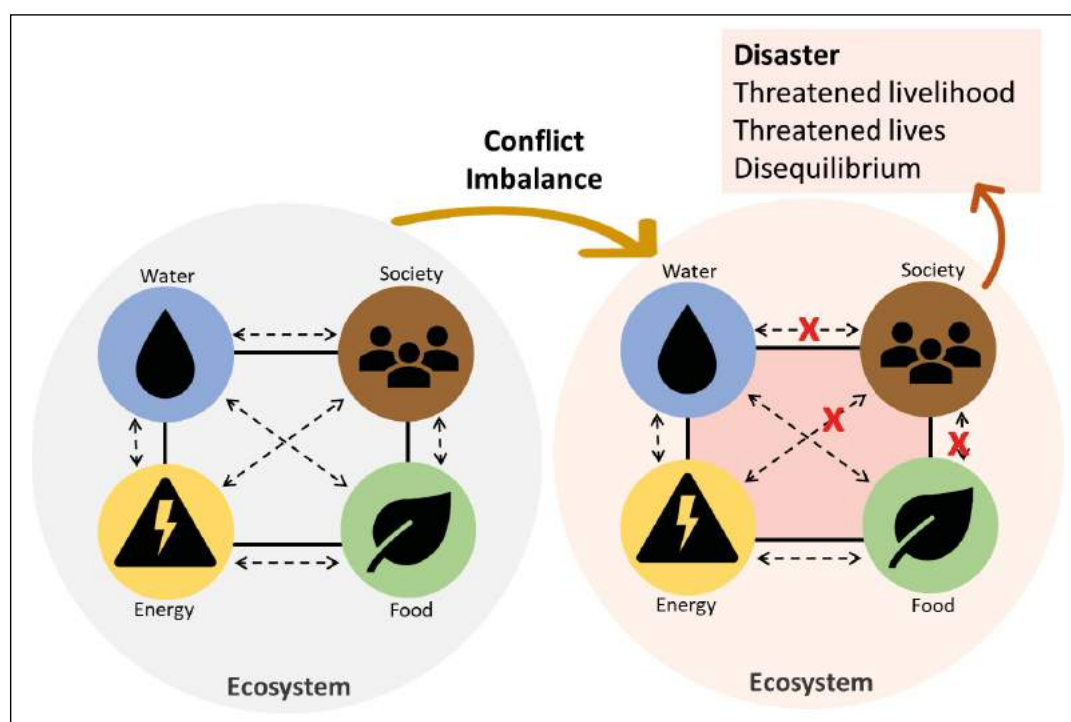 Disaster
Threatened livelihood
Threatened lives
Disequilibrium
Conflict
Imbalance
Water
Society
Energy
Food
Ecosystem
Water
Society
X
X
X
Energy
Food
Ecosystem